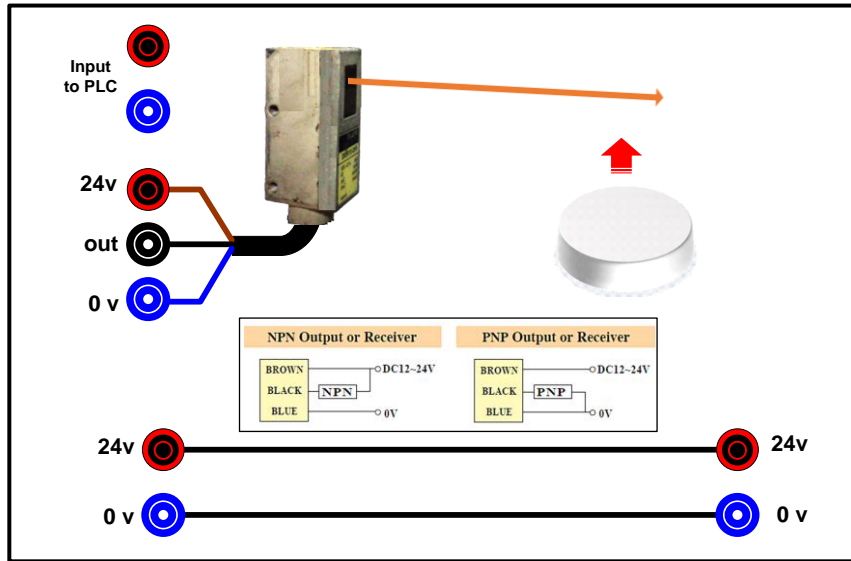 Input
to PLC
24v
out
0 v
NPN Output or Receiver
BROWN
DC12~24V
BLACK
NPN
BLUE
0V
PNP Output or Receiver
BROWN
DC12~24V
BLACK
PNP
BLUE
0V
24v
24v
0 v
0 v